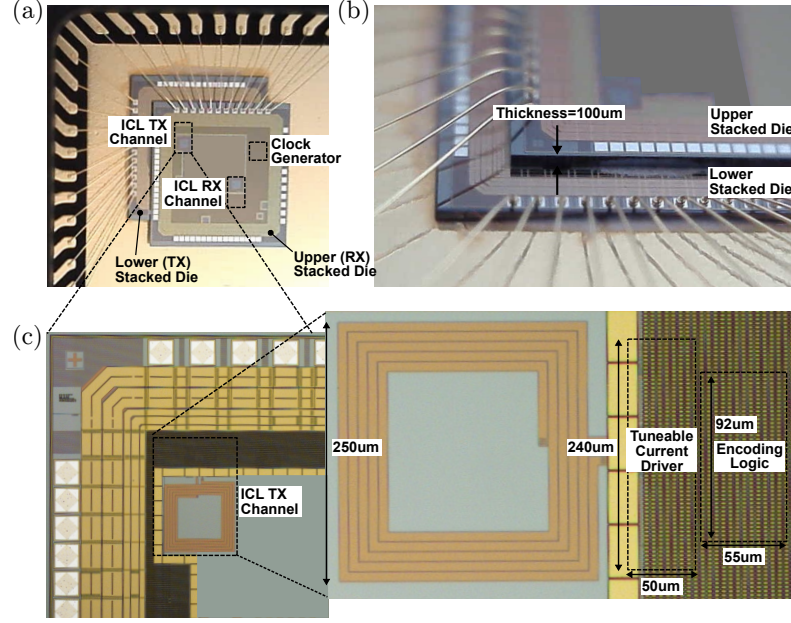 (a)
ICL TX
Channel
Clock
Generator
ICL RX
Channel
Lower (TX)
Stacked Die
Upper (RX)
Stacked Die
(b)
Thickness=100um
Upper
Stacked Die
Lower
Stacked Die
(c)
ICL TX
Channel
250um
240um
Tuneable
Current
Driver
92um
Encoding
Logic
50um
55um